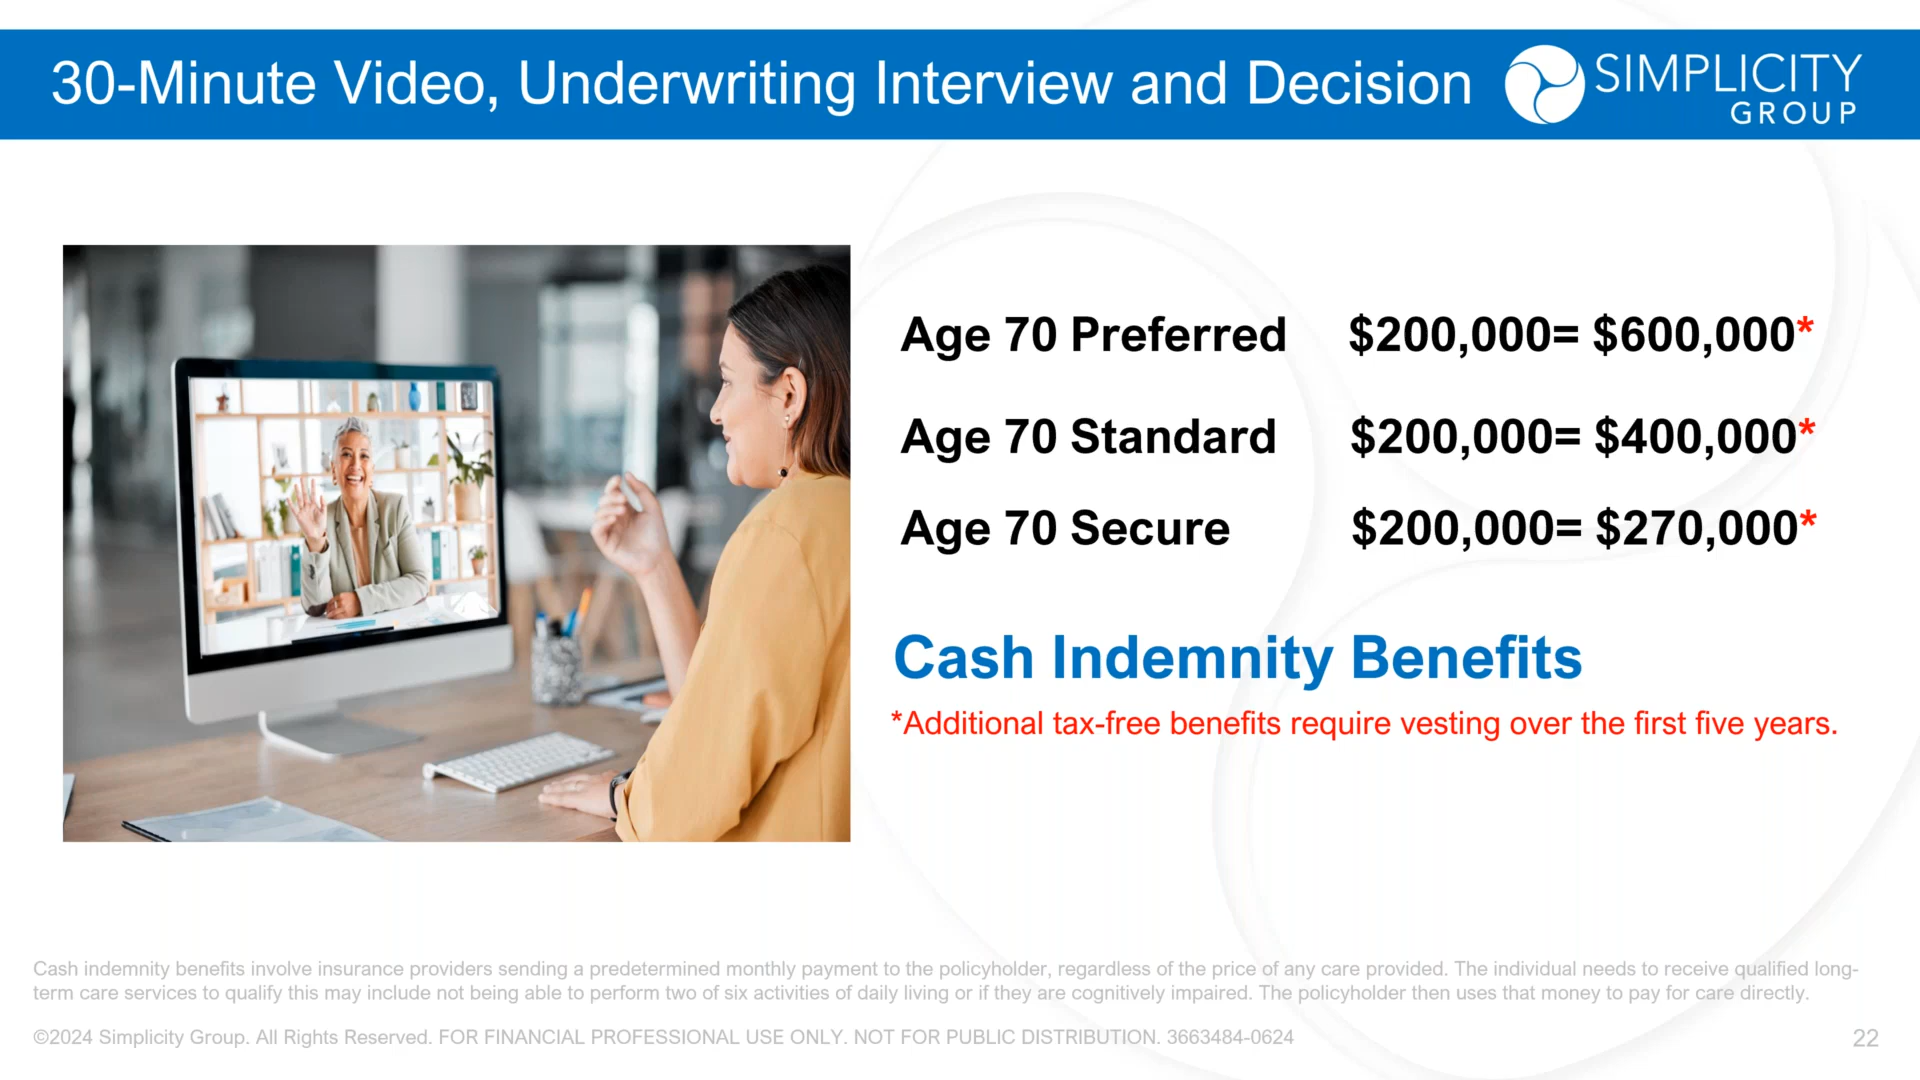 30-Minute Video, Underwriting Interview and Decision
SIMPLICITY
GROUP
Age 70 Preferred $200,000= $600,000*
Age 70 Standard $200,000= $400,000*
Age 70 Secure $200,000= $270,000*
Cash Indemnity Benefits
*Additional tax-free benefits require vesting over the first five years.
Cash indemnity benefits involve insurance providers sending a predetermined monthly payment to the policyholder, regardless of the price of any care provided. The individual needs to receive qualified long-
term care services to qualify this may include not being able to perform two of six activities of daily living or if they are cognitively impaired. The policyholder then uses that money to pay for care directly.
©2024 Simplicity Group. All Rights Reserved. FOR FINANCIAL PROFESSIONAL USE ONLY. NOT FOR PUBLIC DISTRIBUTION. 3663484-0624
22